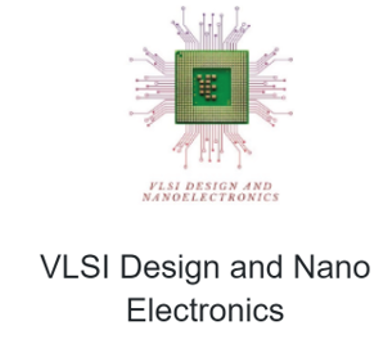 VLSI DESIGN AND
NANOELECTRONICS
VLSI Design and Nano
Electronics